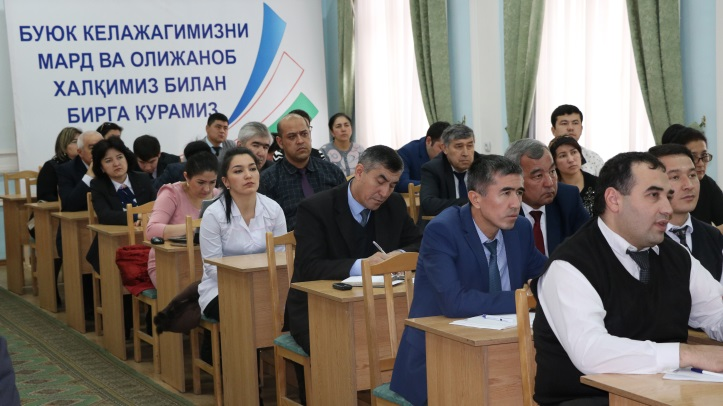 БУЮК КЕЛАЖАГИМИЗНИ
МАРД ВА ОЛИЖАНОБ
ХАЛҚИМИЗ БИЛАН
БИРГА ҚУРАМИЗ